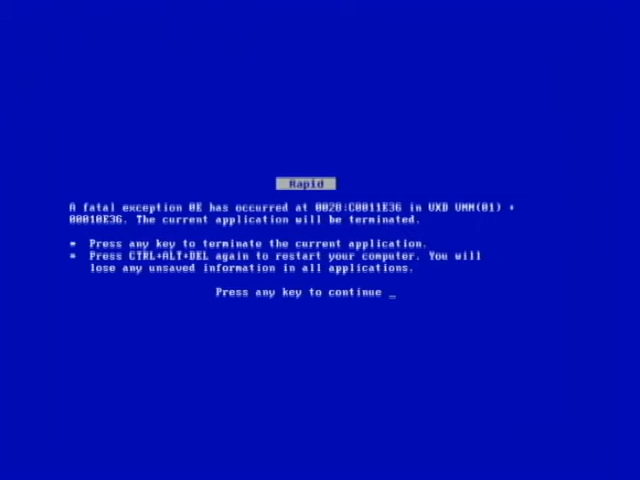 Rapid
A fatal exception 0E has occurred at 0028:C0011E36 in VXD VMM(01) +
00010E36. The current application will be terminated.
* Press any key to terminate the current application.
* Press CTRL+ALT+DEL again to restart your computer. You will
lose any unsaved information in all applications.
Press any key to continue _